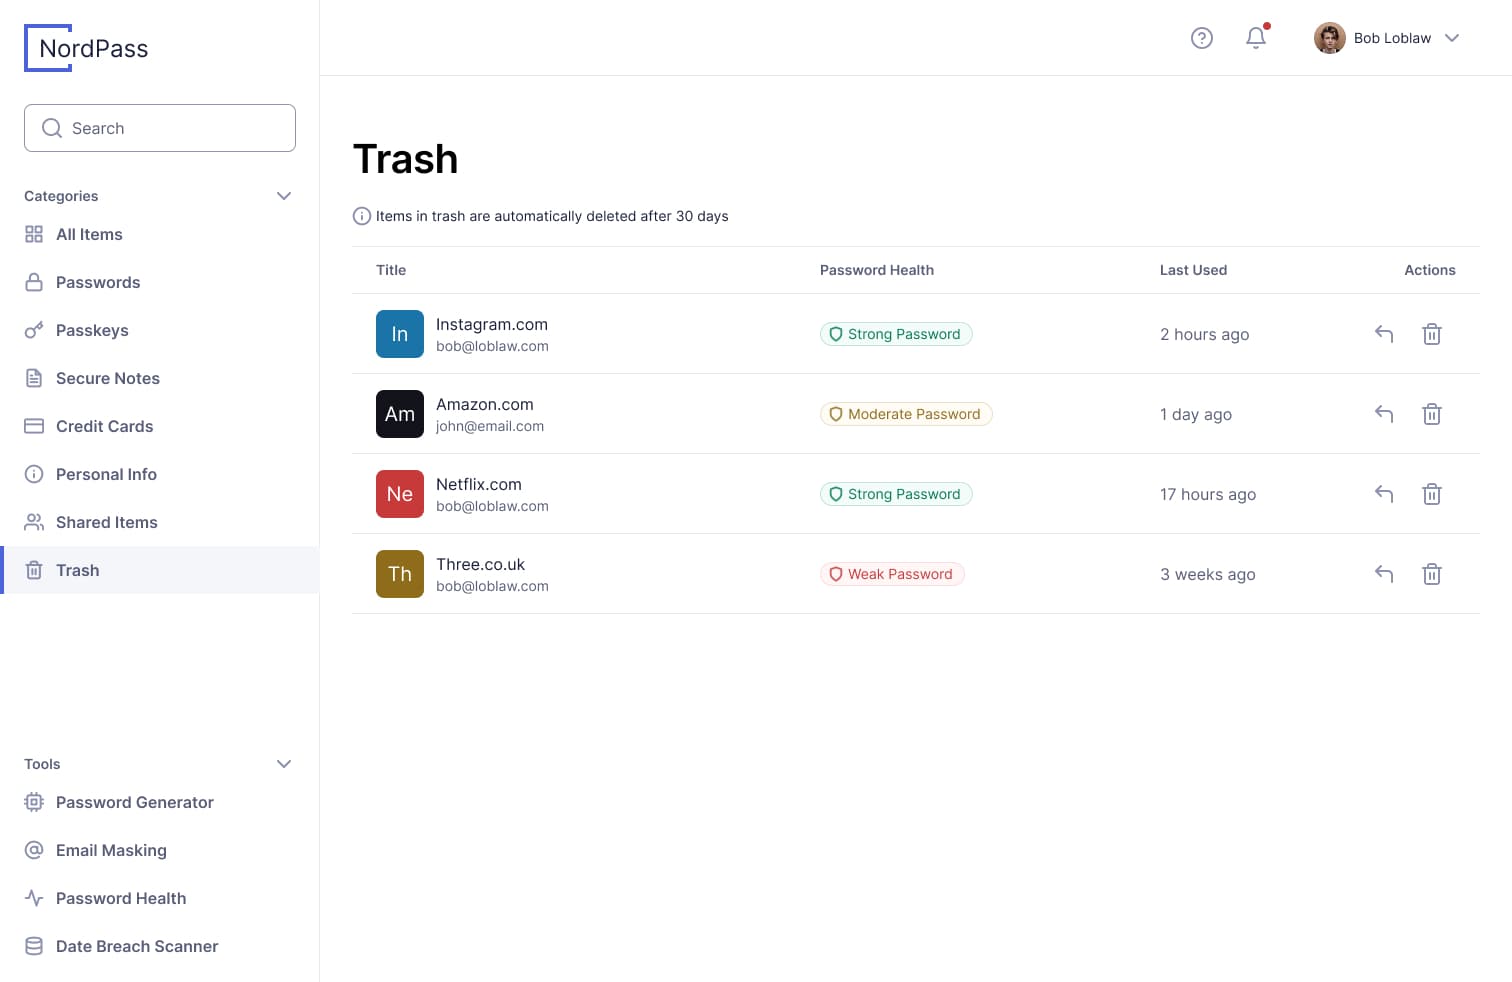 NordPass
Search
Categories
All Items
Passwords
Passkeys
Secure Notes
Credit Cards
Personal Info
Shared Items
Trash
Tools
Password Generator
Email Masking
Password Health
Date Breach Scanner
Bob Loblaw
Trash
Items in trash are automatically deleted after 30 days
Title Password Health Last Used Actions
In Instagram.com Strong Password 2 hours ago
bob@loblaw.com
Am Amazon.com Moderate Password 1 day ago
john@email.com
Ne Netflix.com Strong Password 17 hours ago
bob@loblaw.com
Th Three.co.uk Weak Password 3 weeks ago
bob@loblaw.com